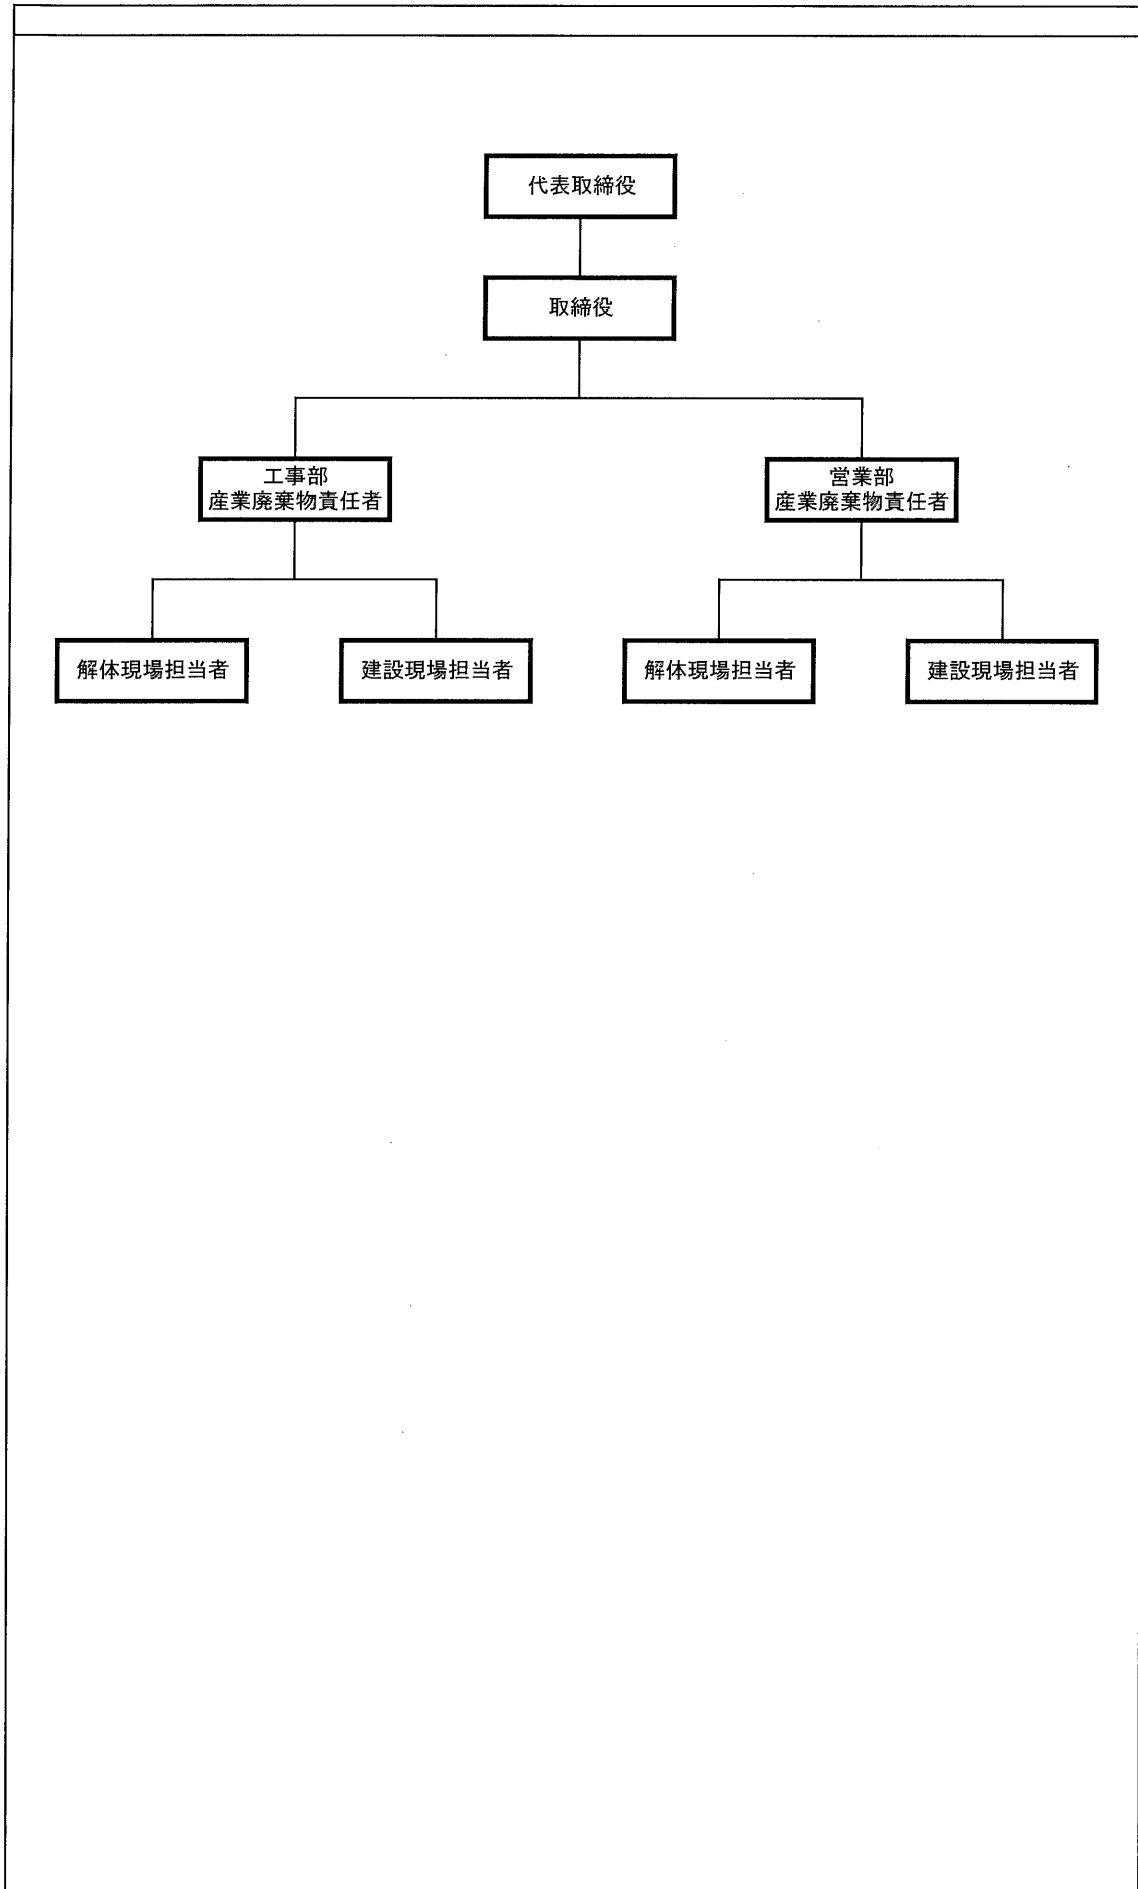 代表取締役
取締役
工事部
産業廃棄物責任者
営業部
産業廃棄物責任者
解体現場担当者
建設現場担当者
解体現場担当者
建設現場担当者